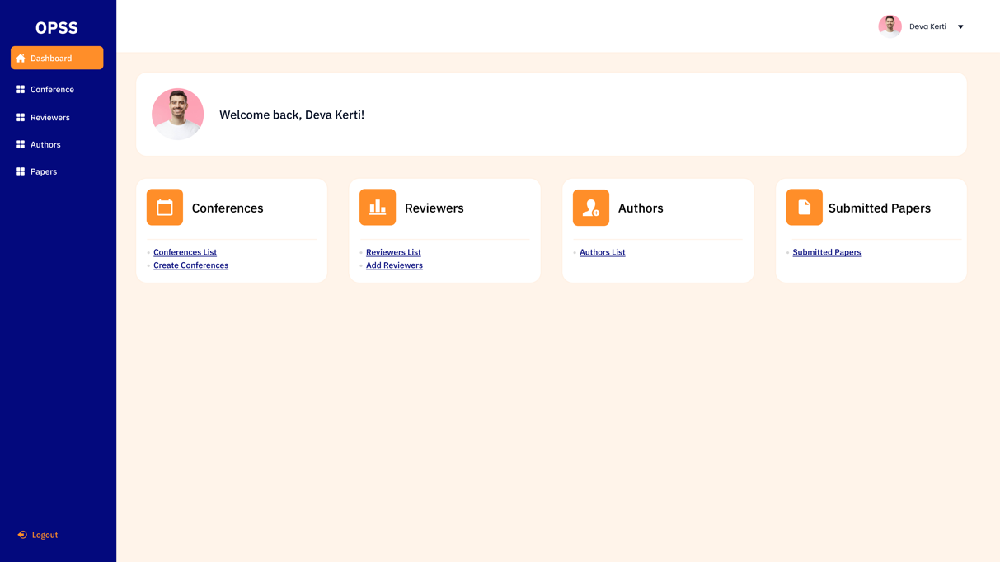 OPSS
Dashboard
Conference
Reviewers
Authors
Papers
Logout
Deva Kerti
Welcome back, Deva Kerti!
Conferences
Conferences List
Create Conferences
Reviewers
Reviewers List
Add Reviewers
Authors
Authors List
Submitted Papers
Submitted Papers